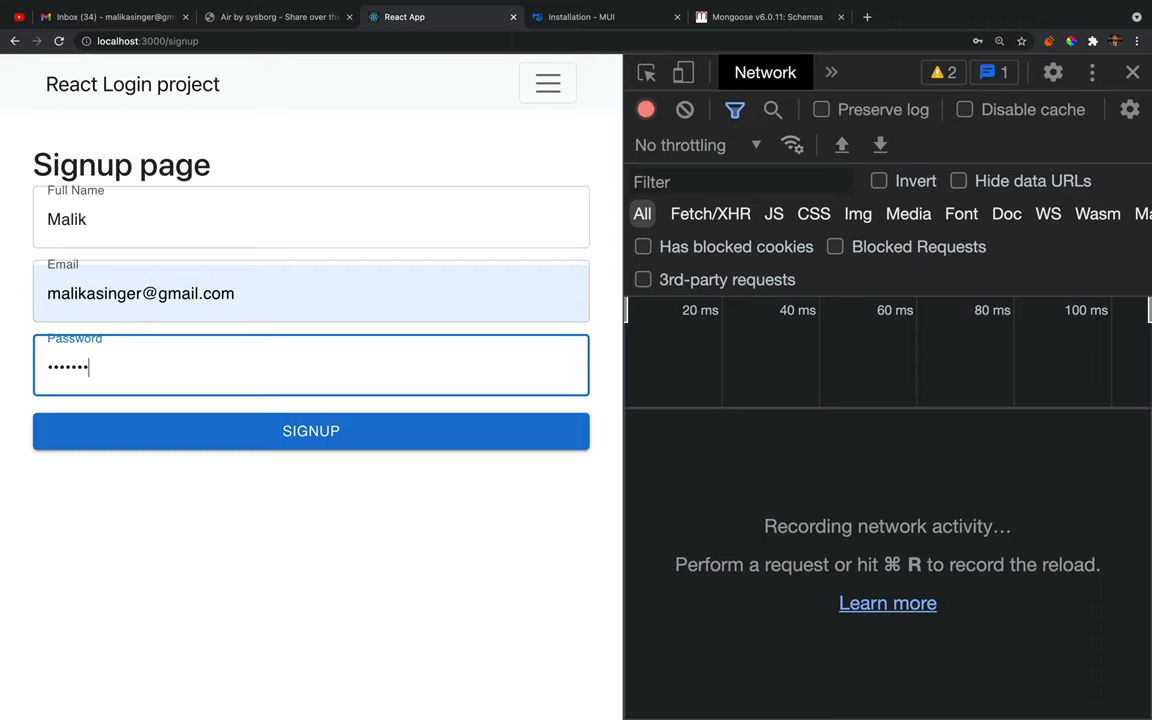 Inbox (34) - malikasinger@gm
Air by sysborg - Share over the
React App
Installation - MUI
Mongoose v6.0.11: Schemas
localhost:3000/signup
React Login project
Signup page
Full Name
Malik
Email
malikasinger@gmail.com
Password
•••••••
SIGNUP
Network
2
1
Preserve log
Disable cache
No throttling
Filter
Invert
Hide data URLs
All Fetch/XHR JS CSS Img Media Font Doc WS Wasm Ma
Has blocked cookies
Blocked Requests
3rd-party requests
20 ms 40 ms 60 ms 80 ms 100 ms
Recording network activity…
Perform a request or hit ⌘ R to record the reload.
Learn more